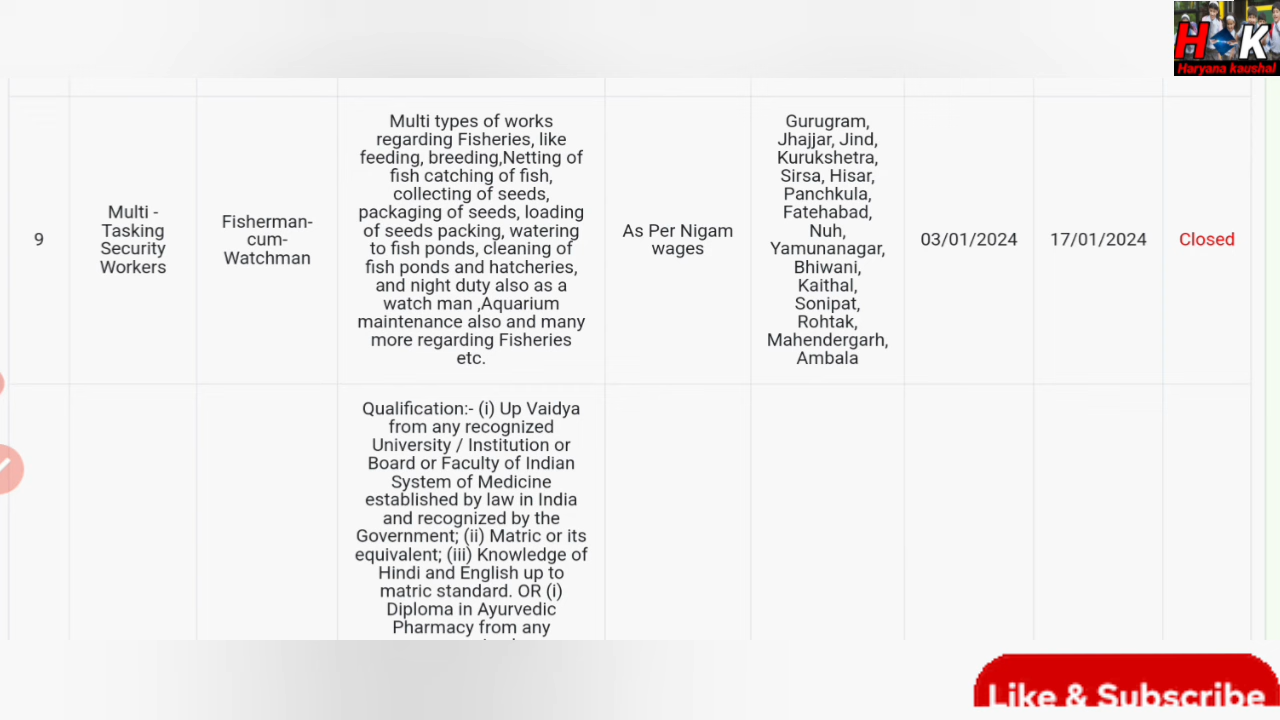 H K
Haryana kaushal
9
Multi -
Tasking
Security
Workers
Fisherman-
cum-
Watchman
Multi types of works
regarding Fisheries, like
feeding, breeding,Netting of
fish catching of fish,
collecting of seeds,
packaging of seeds, loading
of seeds packing, watering
to fish ponds, cleaning of
fish ponds and hatcheries,
and night duty also as a
watch man ,Aquarium
maintenance also and many
more regarding Fisheries
etc.
As Per Nigam
wages
Gurugram,
Jhajjar, Jind,
Kurukshetra,
Sirsa, Hisar,
Panchkula,
Fatehabad,
Nuh,
Yamunanagar,
Bhiwani,
Kaithal,
Sonipat,
Rohtak,
Mahendergarh,
Ambala
03/01/2024
17/01/2024
Closed
Qualification:- (i) Up Vaidya
from any recognized
University / Institution or
Board or Faculty of Indian
System of Medicine
established by law in India
and recognized by the
Government; (ii) Matric or its
equivalent; (iii) Knowledge of
Hindi and English up to
matric standard. OR (i)
Diploma in Ayurvedic
Pharmacy from any
Like & Subscribe